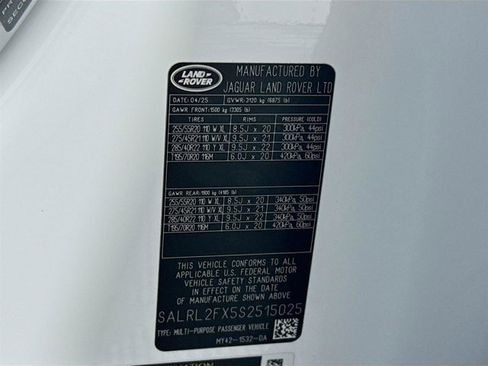 LAND ROVER
MANUFACTURED BY
JAGUAR LAND ROVER LTD
DATE: 04/25 GVWR: 3120 kg (6875 lb)
GAWR FRONT: 1500 kg (3305 lb)
TIRES RIMS PRESSURE (COLD)
255/55R20 110 W XL 8.5J x 20 300kPa, 44psi
275/45R21 110 W/V XL 9.5J x 21 300kPa, 44psi
285/40R22 110 Y XL 9.5J x 22 300kPa, 44psi
T195/70R20 116M 6.0J x 20 420kPa, 60psi
GAWR REAR: 1900 kg (4185 lb)
255/55R20 110 W XL 8.5J x 20 340kPa, 50psi
275/45R21 110 W/V XL 9.5J x 21 340kPa, 50psi
285/40R22 110 Y XL 9.5J x 22 340kPa, 50psi
T195/70R20 116M 6.0J x 20 420kPa, 60psi
THIS VEHICLE CONFORMS TO ALL
APPLICABLE U.S. FEDERAL MOTOR
VEHICLE SAFETY STANDARDS
IN EFFECT ON THE DATE
OF MANUFACTURE SHOWN ABOVE.
SALRL2FX5S2515025
TYPE: MULTI-PURPOSE PASSENGER VEHICLE
MY42-1532-DA